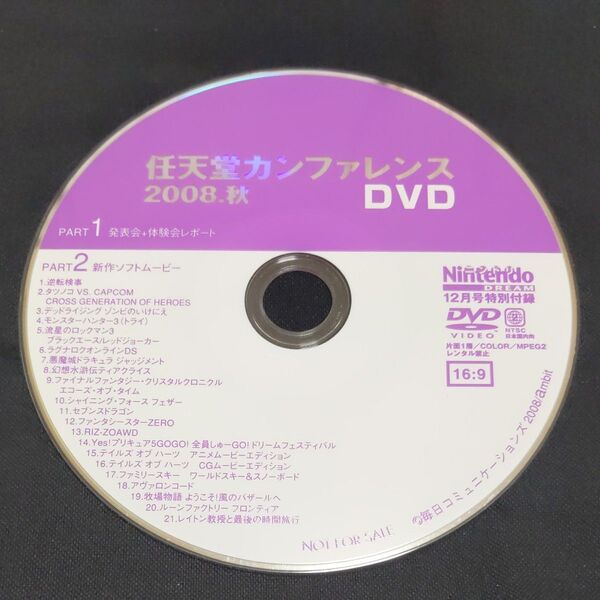 任天堂カンファレンス
2008.秋 DVD
PART1 発表会+体験会レポート
PART2 新作ソフトムービー
1.逆転検事
2.タツノコ VS. CAPCOM
CROSS GENERATION OF HEROES
3.デッドライジング ゾンビのいけにえ
4.モンスターハンター3(トライ)
5.流星のロックマン3
ブラックエース&レッドジョーカー
6.ラグナロクオンラインDS
7.悪魔城ドラキュラ ジャッジメント
8.幻想水滸伝ティアクライス
9.ファイナルファンタジー・クリスタルクロニクル
エコーズ・オブ・タイム
10.シャイニング・フォース フェザー
11.セブンスドラゴン
12.ファンタシースターZERO
13.RIZ-ZOAWD
14.Yes!プリキュア5GOGO! 全員しゅーGO!ドリームフェスティバル
15.テイルズ オブ ハーツ アニメムービーエディション
16.テイルズ オブ ハーツ CGムービーエディション
17.ファミリースキー ワールドスキー&スノーボード
18.アヴァロンコード
19.牧場物語 ようこそ!風のバザールへ
20.ルーンファクトリー フロンティア
21.レイトン教授と最後の時間旅行
NOT FOR SALE
ニンドリ
Nintendo
DREAM
12月号特別付録
DVD
VIDEO
2
NTSC
日本国内向
片面1層/COLOR/MPEG2
レンタル禁止
16:9
©毎日コミュニケーションズ 2008/ambit